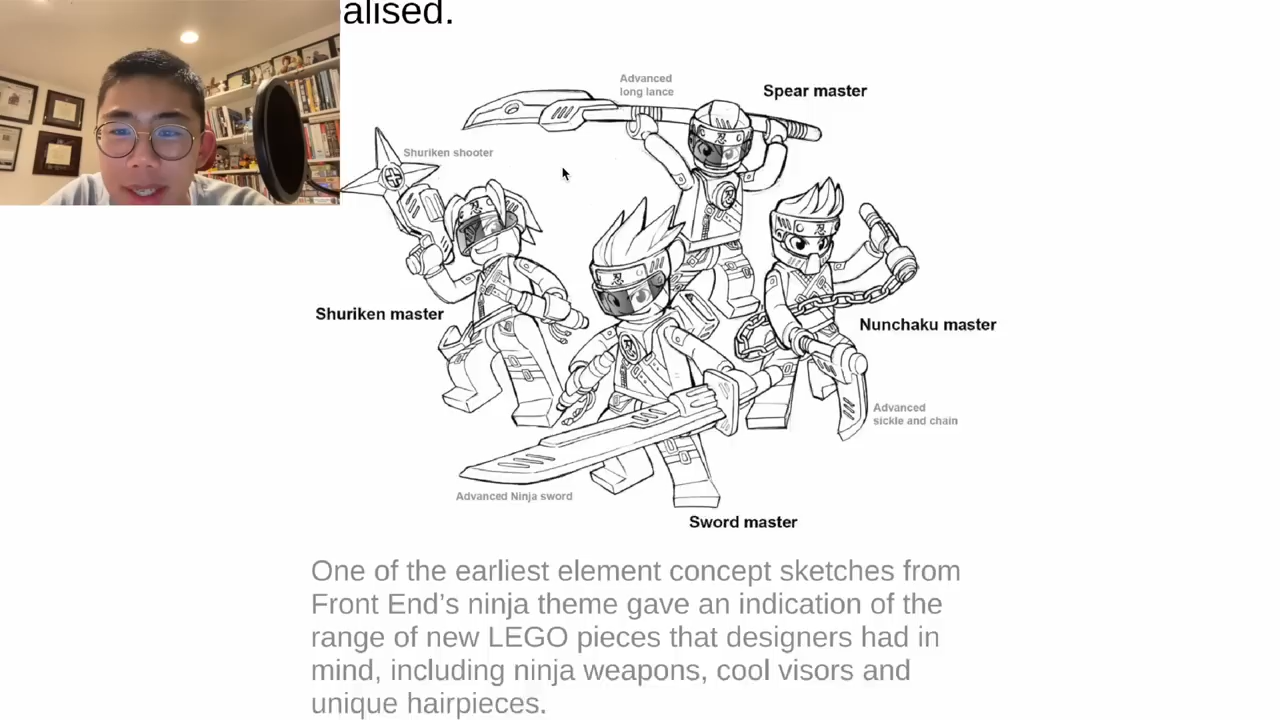 alised.
Advanced
long lance
Spear master
Shuriken shooter
Shuriken master
Nunchaku master
Advanced
sickle and chain
Advanced Ninja sword
Sword master
One of the earliest element concept sketches from
Front End’s ninja theme gave an indication of the
range of new LEGO pieces that designers had in
mind, including ninja weapons, cool visors and
unique hairpieces.